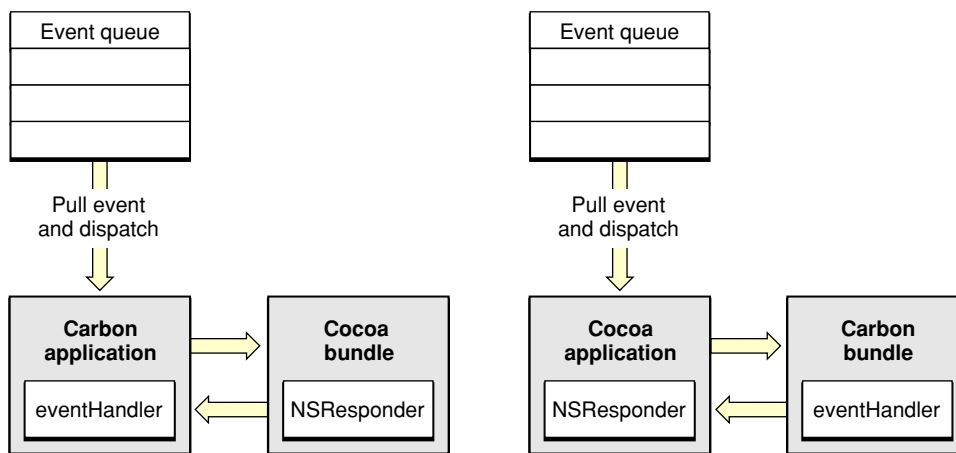 Event queue
Pull event
and dispatch
Carbon
application
eventHandler
Cocoa
bundle
NSResponder
Event queue
Pull event
and dispatch
Cocoa
application
NSResponder
Carbon
bundle
eventHandler